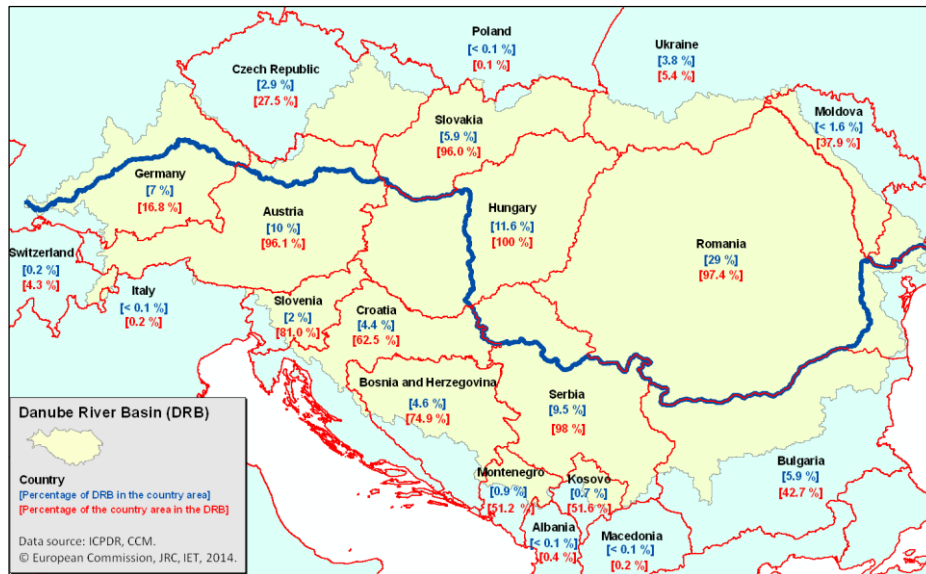 Poland
[< 0.1 %]
[0.1 %]
Ukraine
[3.8 %]
[5.4 %]
Czech Republic
[2.9 %]
[27.5 %]
Moldova
[< 1.6 %]
[37.9 %]
Slovakia
[5.9 %]
[96.0 %]
Germany
[7 %]
[16.8 %]
Austria
[10 %]
[96.1 %]
Hungary
[11.6 %]
[100 %]
Romania
[29 %]
[97.4 %]
Switzerland
[0.2 %]
[4.3 %]
Italy
[< 0.1 %]
[0.2 %]
Slovenia
[2 %]
[81.0 %]
Croatia
[4.4 %]
[62.5 %]
Bosnia and Herzegovina
[4.6 %]
[74.9 %]
Serbia
[9.5 %]
[98 %]
Bulgaria
[5.9 %]
[42.7 %]
Montenegro
[0.9 %]
[51.2 %]
Kosovo
[0.7 %]
[51.6 %]
Albania
[< 0.1 %]
[0.4 %]
Macedonia
[< 0.1 %]
[0.2 %]
Danube River Basin (DRB)
Country
[Percentage of DRB in the country area]
[Percentage of the country area in the DRB]
Data source: ICPDR, CCM.
© European Commission, JRC, IET, 2014.